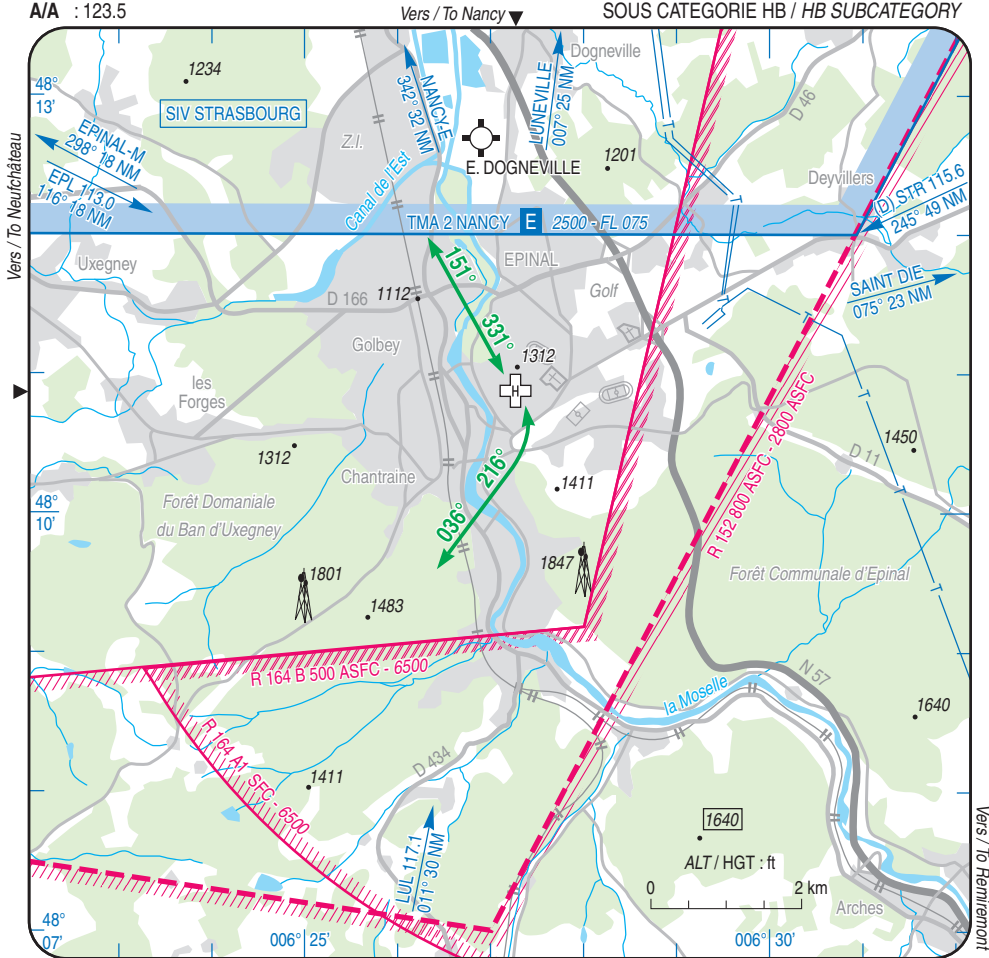 A/A : 123.5
Vers / To Nancy
SOUS CATEGORIE HB / HB SUBCATEGORY
48°
13'
1234
SIV STRASBOURG
Z.I.
NANCY-E
342° 32 NM
LUNEVILLE
007° 25 NM
Dogneville
D 46
E. DOGNEVILLE
1201
Deyvillers
Vers / To Neufchâteau
EPINAL-M
298° 18 NM
EPL 113.0
116° 18 NM
Canal de l'Est
(D) STR 115.6
245° 49 NM
TMA 2 NANCY E 2500 - FL 075
Uxegney
EPINAL
SAINT DIE
075° 23 NM
151°
331°
D 166
1112
Golf
Golbey
1312
H
les
Forges
R 152 800 ASFC - 2800 ASFC
1312
1450
D 11
Chantraine
216°
036°
1411
48°
10'
Forêt Domaniale
du Ban d'Uxegney
1801
1847
Forêt Communale d'Epinal
1483
R 164 B 500 ASFC - 6500
N 57
la Moselle
1640
R 164 A1 SFC - 6500
D 434
1411
LUL 117.1
011° 30 NM
1640
ALT / HGT : ft
0 2 km
Arches
Vers / To Remiremont
48°
07'
006° 25'
006° 30'
T
T
T
T
T
T